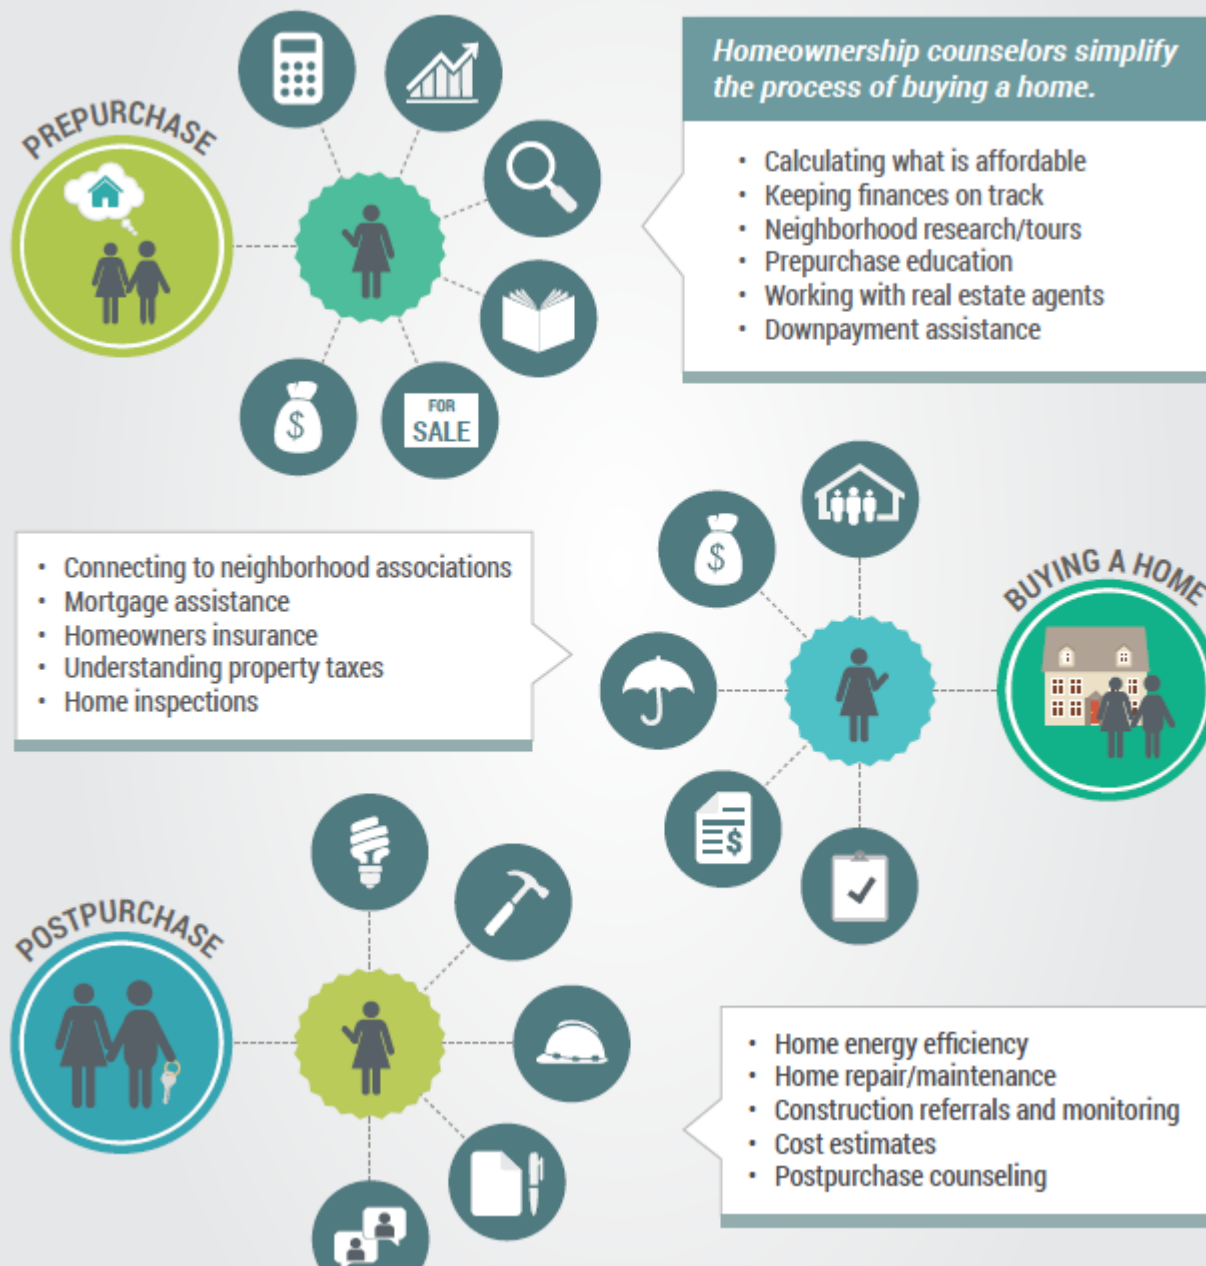 PREPURCHASE
FOR
SALE
$
Homeownership counselors simplify
the process of buying a home.
• Calculating what is affordable
• Keeping finances on track
• Neighborhood research/tours
• Prepurchase education
• Working with real estate agents
• Downpayment assistance
• Connecting to neighborhood associations
• Mortgage assistance
• Homeowners insurance
• Understanding property taxes
• Home inspections
$
$
BUYING A HOME
POSTPURCHASE
• Home energy efficiency
• Home repair/maintenance
• Construction referrals and monitoring
• Cost estimates
• Postpurchase counseling